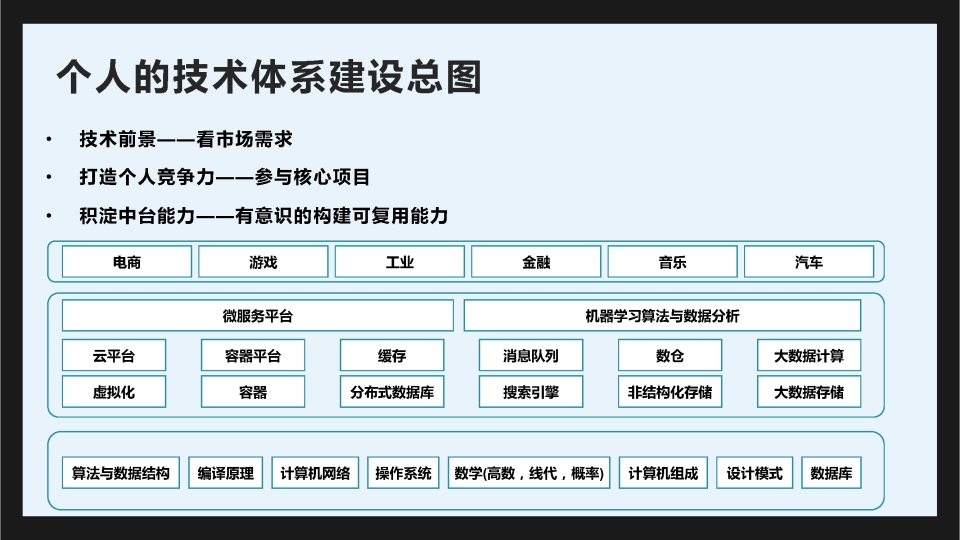 个人的技术体系建设总图
• 技术前景——看市场需求
• 打造个人竞争力——参与核心项目
• 积淀中台能力——有意识的构建可复用能力
电商 游戏 工业 金融 音乐 汽车
微服务平台 机器学习算法与数据分析
云平台 容器平台 缓存 消息队列 数仓 大数据计算
虚拟化 容器 分布式数据库 搜索引擎 非结构化存储 大数据存储
算法与数据结构 编译原理 计算机网络 操作系统 数学(高数，线代，概率) 计算机组成 设计模式 数据库